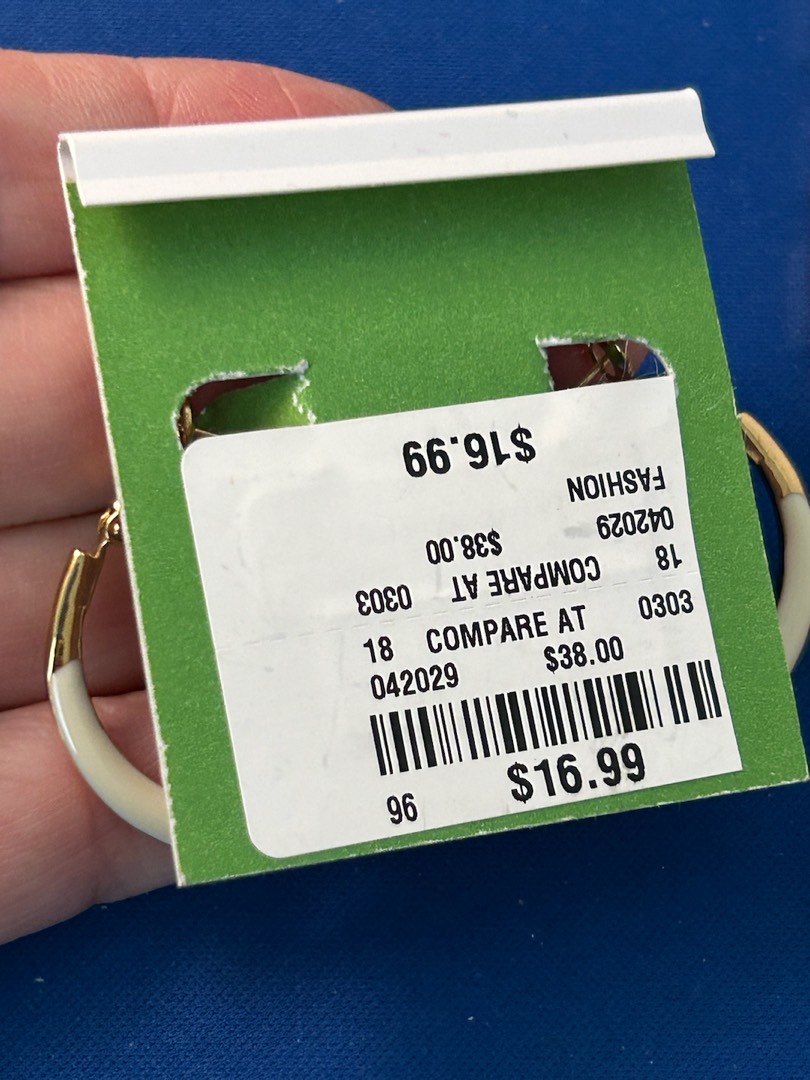 $16.99
FASHION
042029
$38.00
18 COMPARE AT 0303
18 COMPARE AT 0303
042029 $38.00
96 $16.99